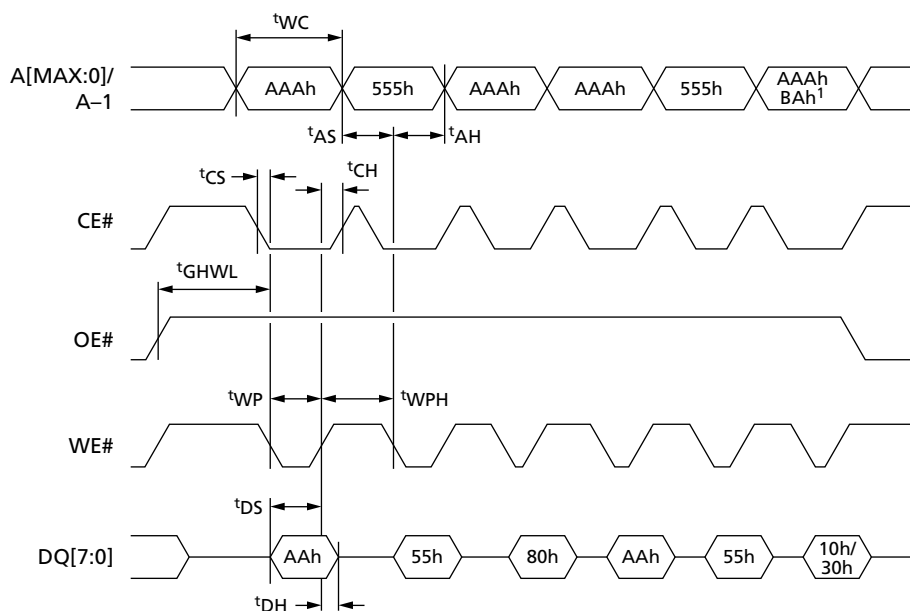 tWC
A[MAX:0]/
A–1
AAAh
555h
AAAh
AAAh
555h
AAAh
BAh1
tAS
tAH
tCS
tCH
CE#
tGHWL
OE#
tWP
tWPH
WE#
tDS
DQ[7:0]
AAh
55h
80h
AAh
55h
10h/
30h
tDH